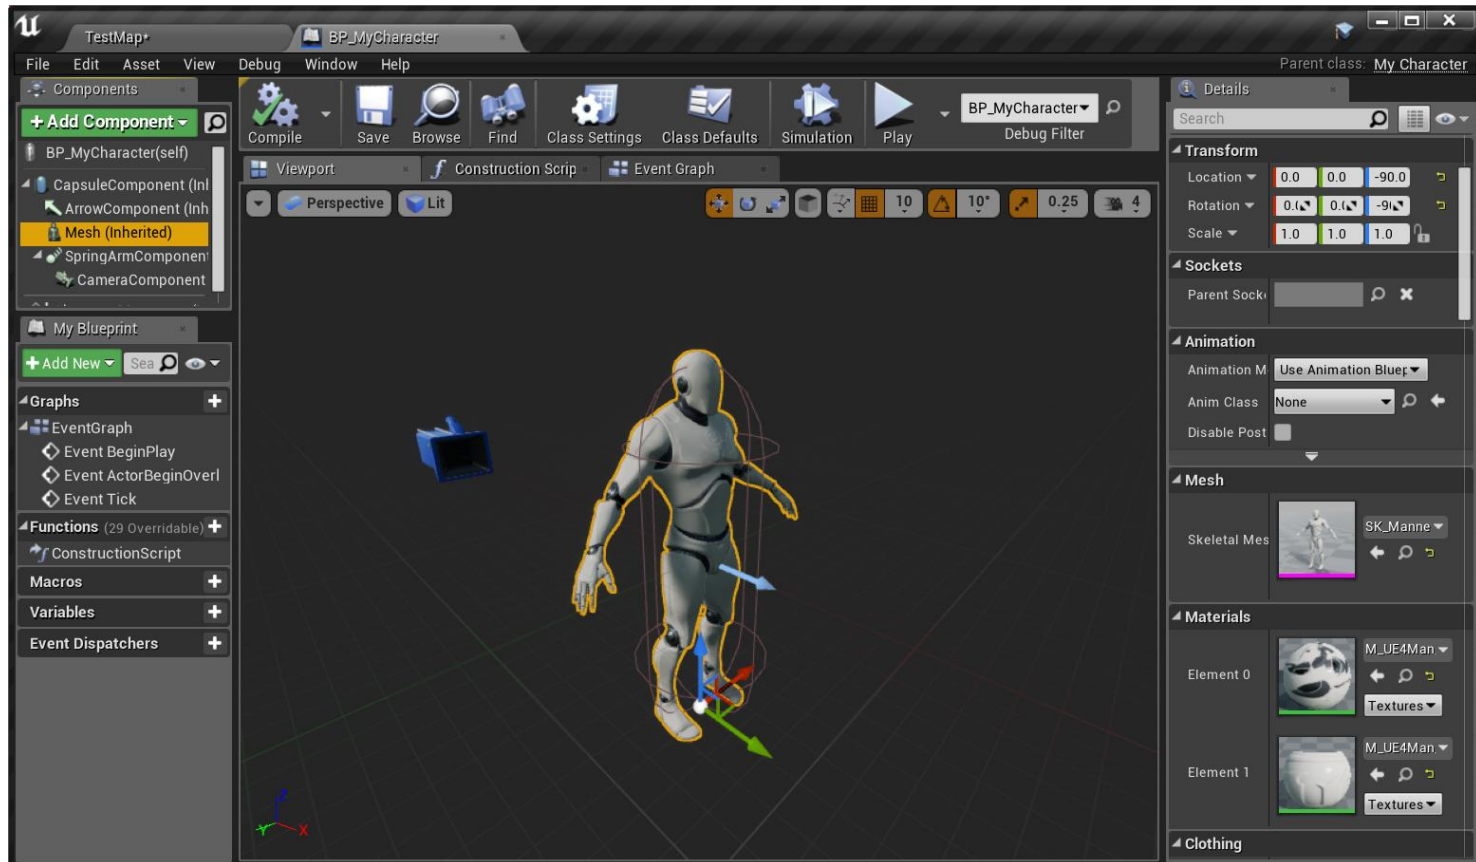 TestMap*
BP_MyCharacter
File Edit Asset View Debug Window Help
Parent class: My Character
Components
+ Add Component
BP_MyCharacter(self)
CapsuleComponent (Inl
ArrowComponent (Inh
Mesh (Inherited)
SpringArmComponent
CameraComponent
My Blueprint
+ Add New
Sea
Graphs
EventGraph
Event BeginPlay
Event ActorBeginOverl
Event Tick
Functions (29 Overridable)
ConstructionScript
Macros
Variables
Event Dispatchers
Compile
Save
Browse
Find
Class Settings
Class Defaults
Simulation
Play
BP_MyCharacter
Debug Filter
Viewport
Construction Scrip
Event Graph
Perspective
Lit
10
10°
0.25
4
Z
Y
X
Details
Search
Transform
Location 0.0 0.0 -90.0
Rotation 0.( 0.( -9(
Scale 1.0 1.0 1.0
Sockets
Parent Sock
Animation
Animation M Use Animation Bluep
Anim Class None
Disable Post
Mesh
Skeletal Mes
SK_Manne
Materials
Element 0
M_UE4Man
Textures
Element 1
M_UE4Man
Textures
Clothing